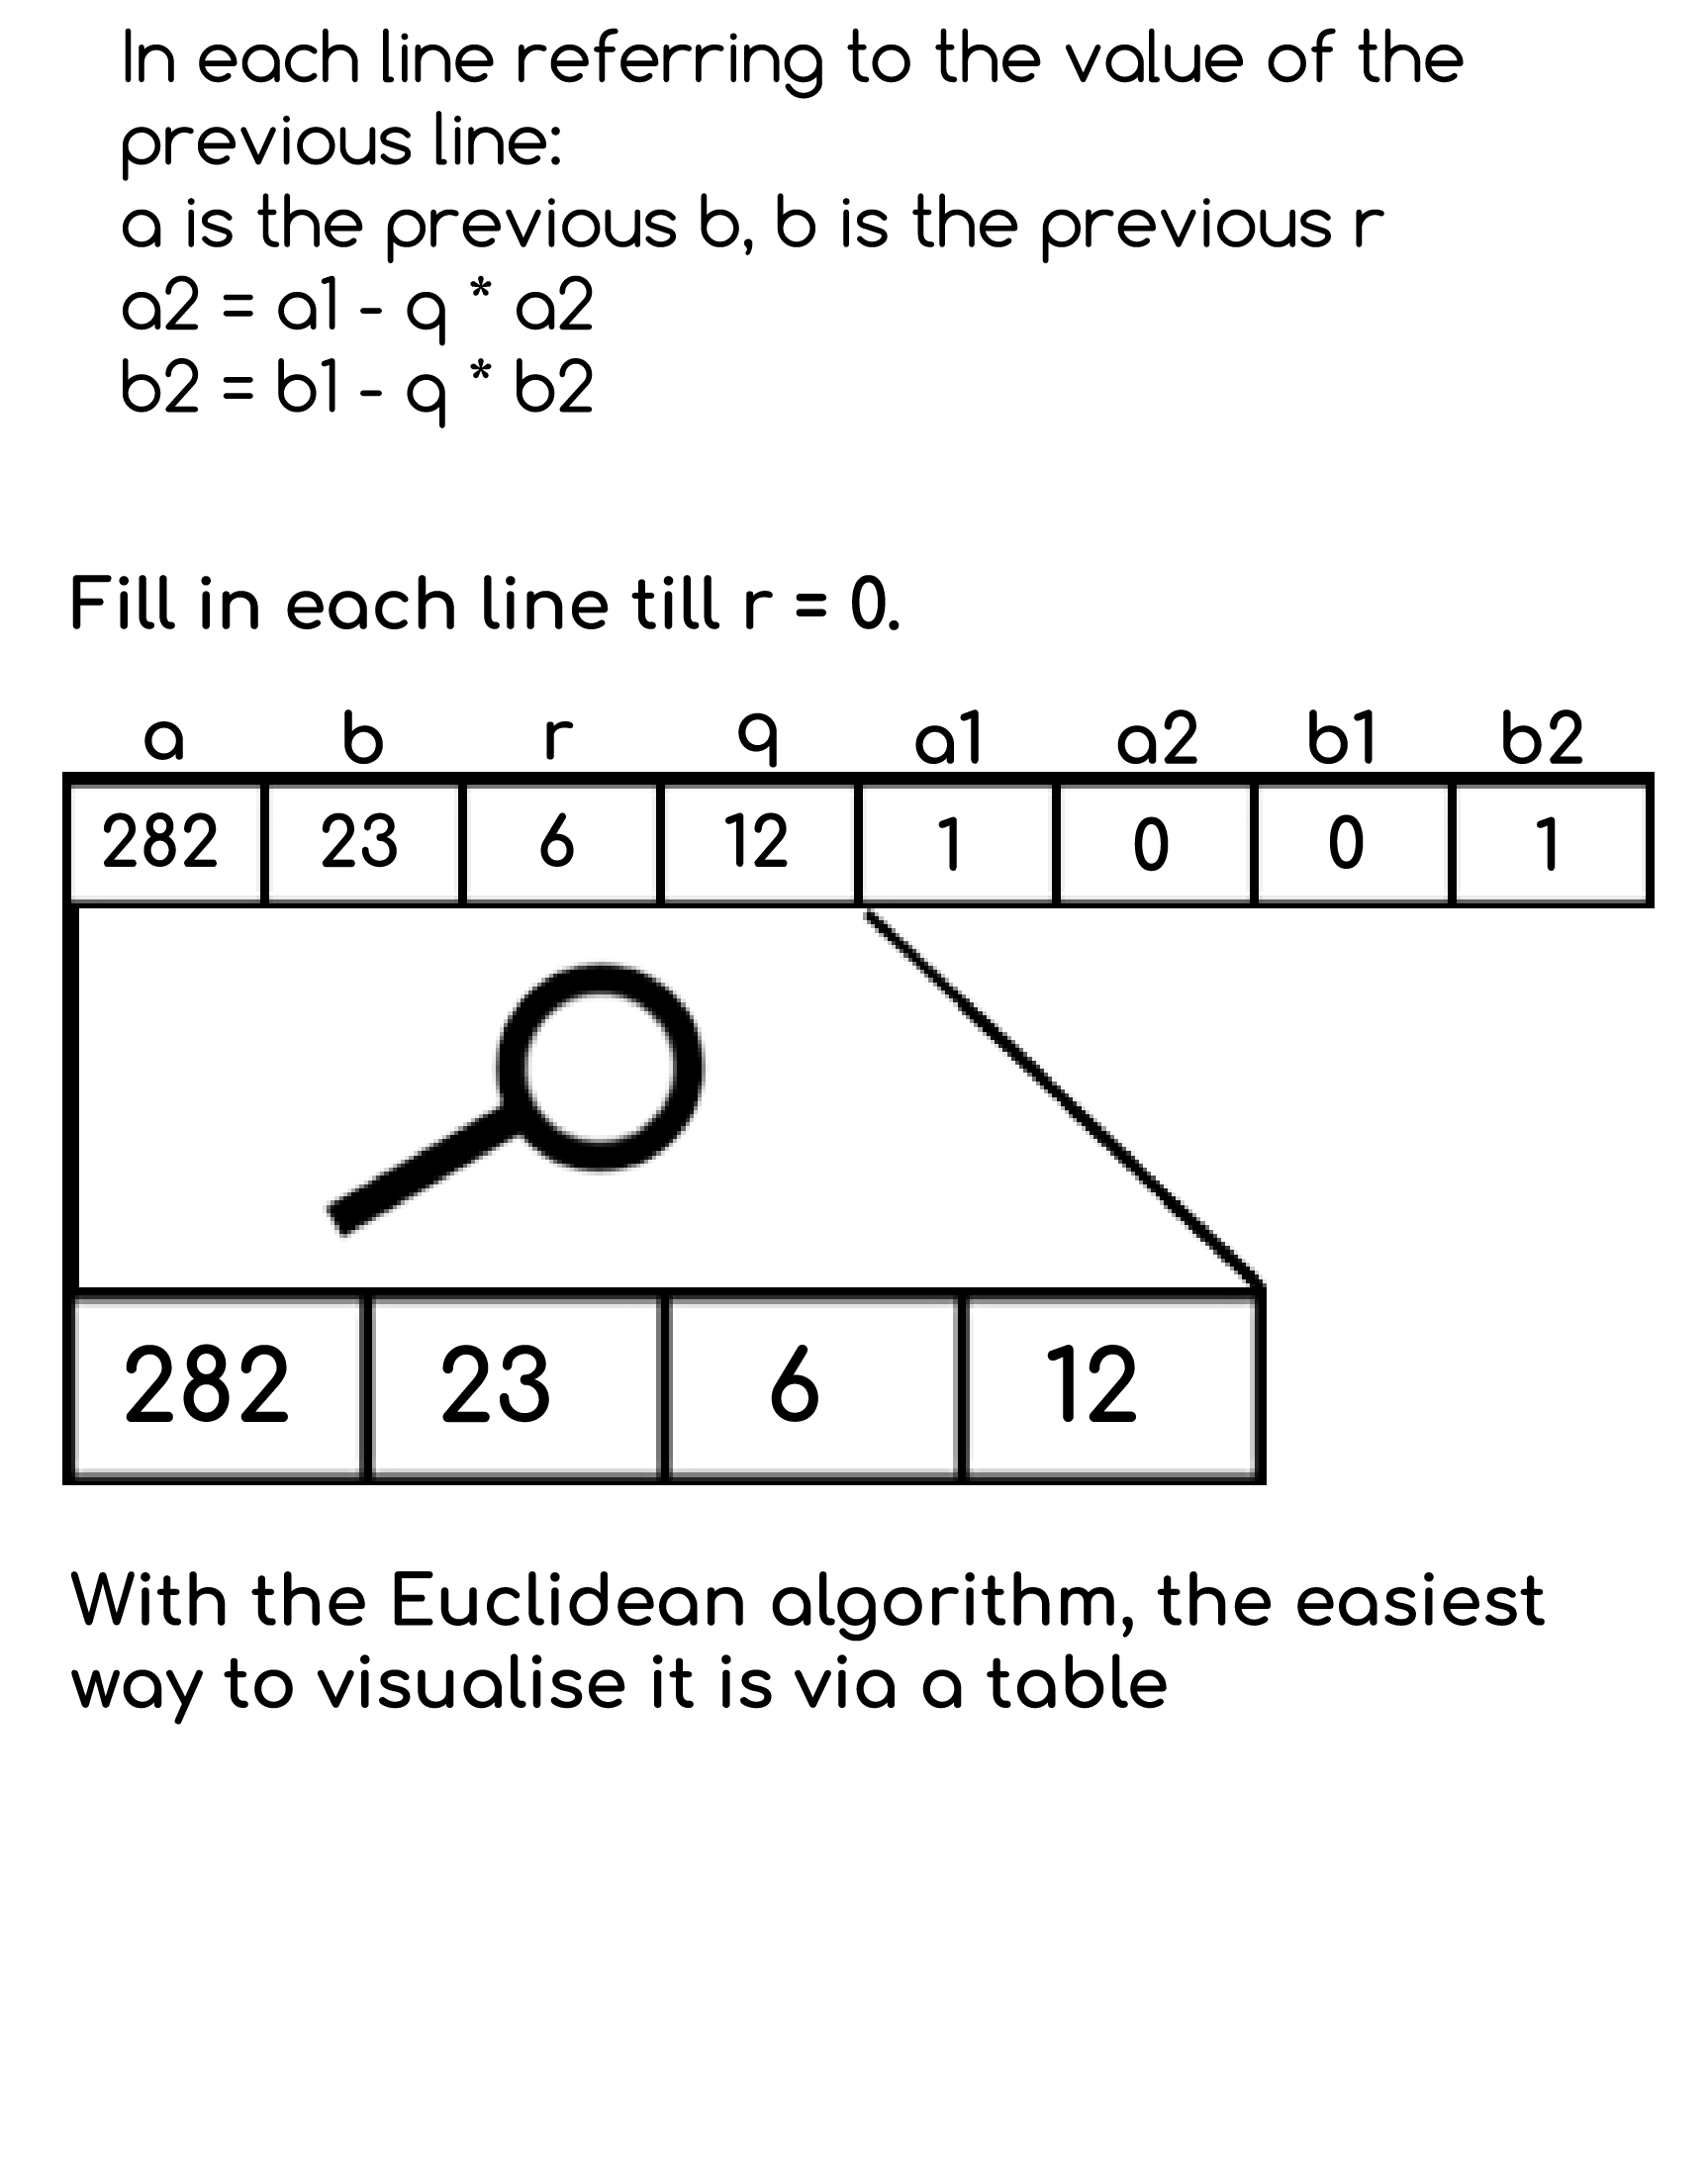 In each line referring to the value of the
previous line:
a is the previous b, b is the previous r
a2 = a1 - q * a2
b2 = b1 - q * b2
Fill in each line till r = 0.
a b r q a1 a2 b1 b2
282 23 6 12 1 0 0 1
282 23 6 12
With the Euclidean algorithm, the easiest
way to visualise it is via a table